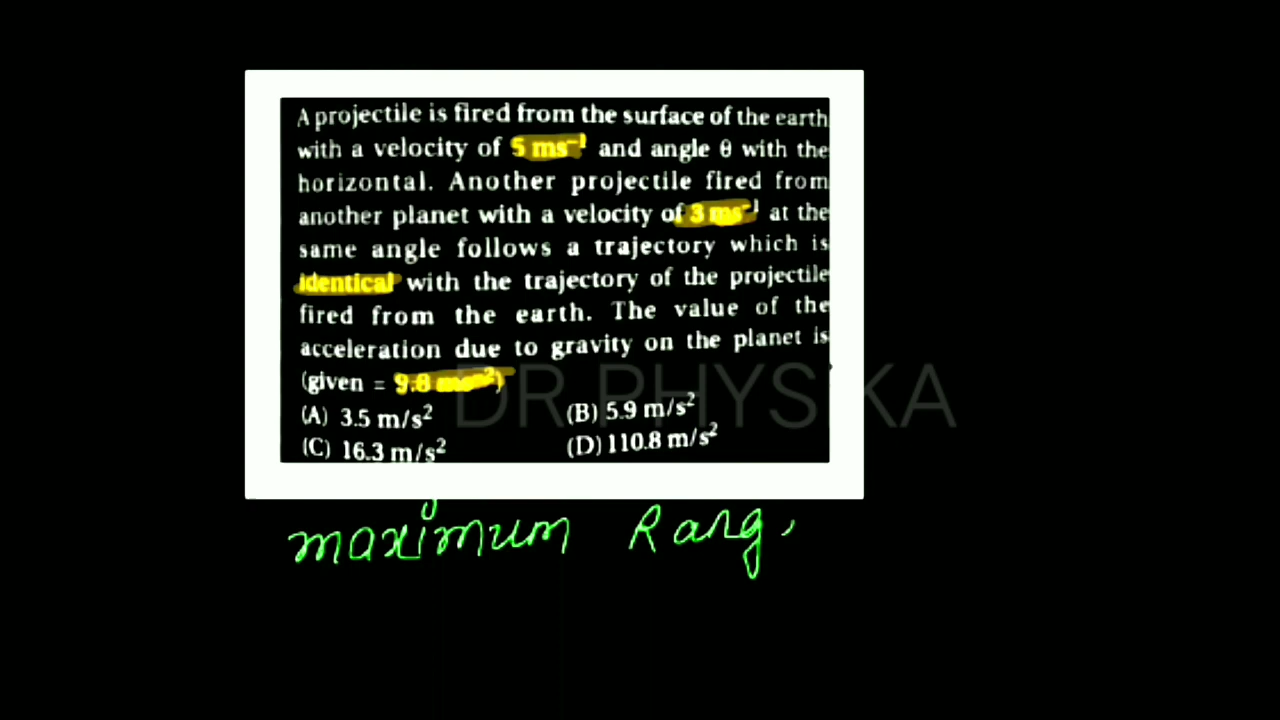 A projectile is fired from the surface of the earth
with a velocity of 5 ms⁻¹ and angle θ with the
horizontal. Another projectile fired from
another planet with a velocity of 3 ms⁻¹ at the
same angle follows a trajectory which is
identical with the trajectory of the projectile
fired from the earth. The value of the
acceleration due to gravity on the planet is
(given = 9.8 ms⁻²)
DR.PHYSIKA
(A) 3.5 m/s² (B) 5.9 m/s²
(C) 16.3 m/s² (D) 110.8 m/s²
maximum Rang